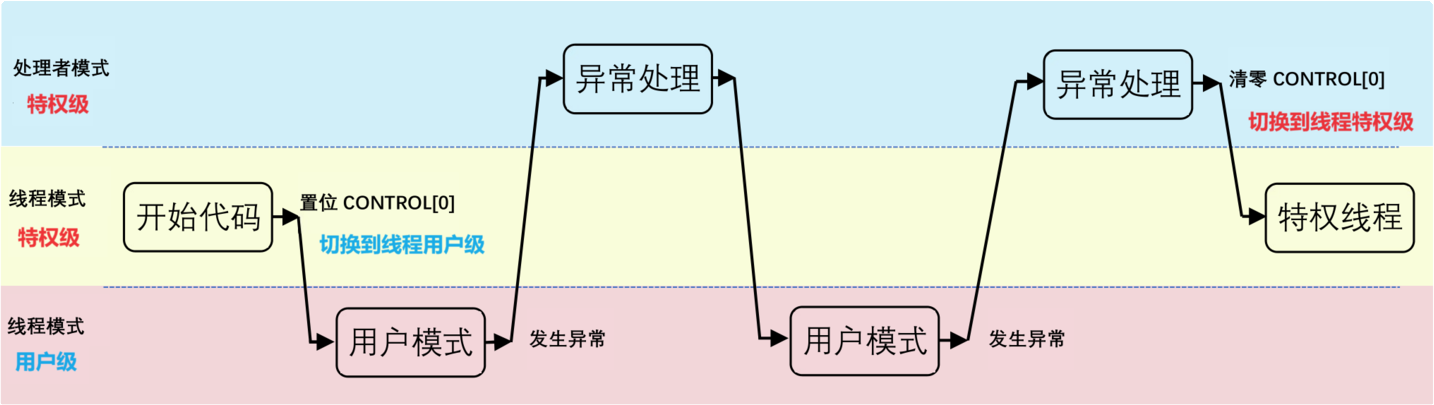 处理者模式
特权级
异常处理
异常处理
清零 CONTROL[0]
切换到线程特权级
线程模式
特权级
开始代码
置位 CONTROL[0]
切换到线程用户级
特权线程
线程模式
用户级
用户模式
发生异常
用户模式
发生异常